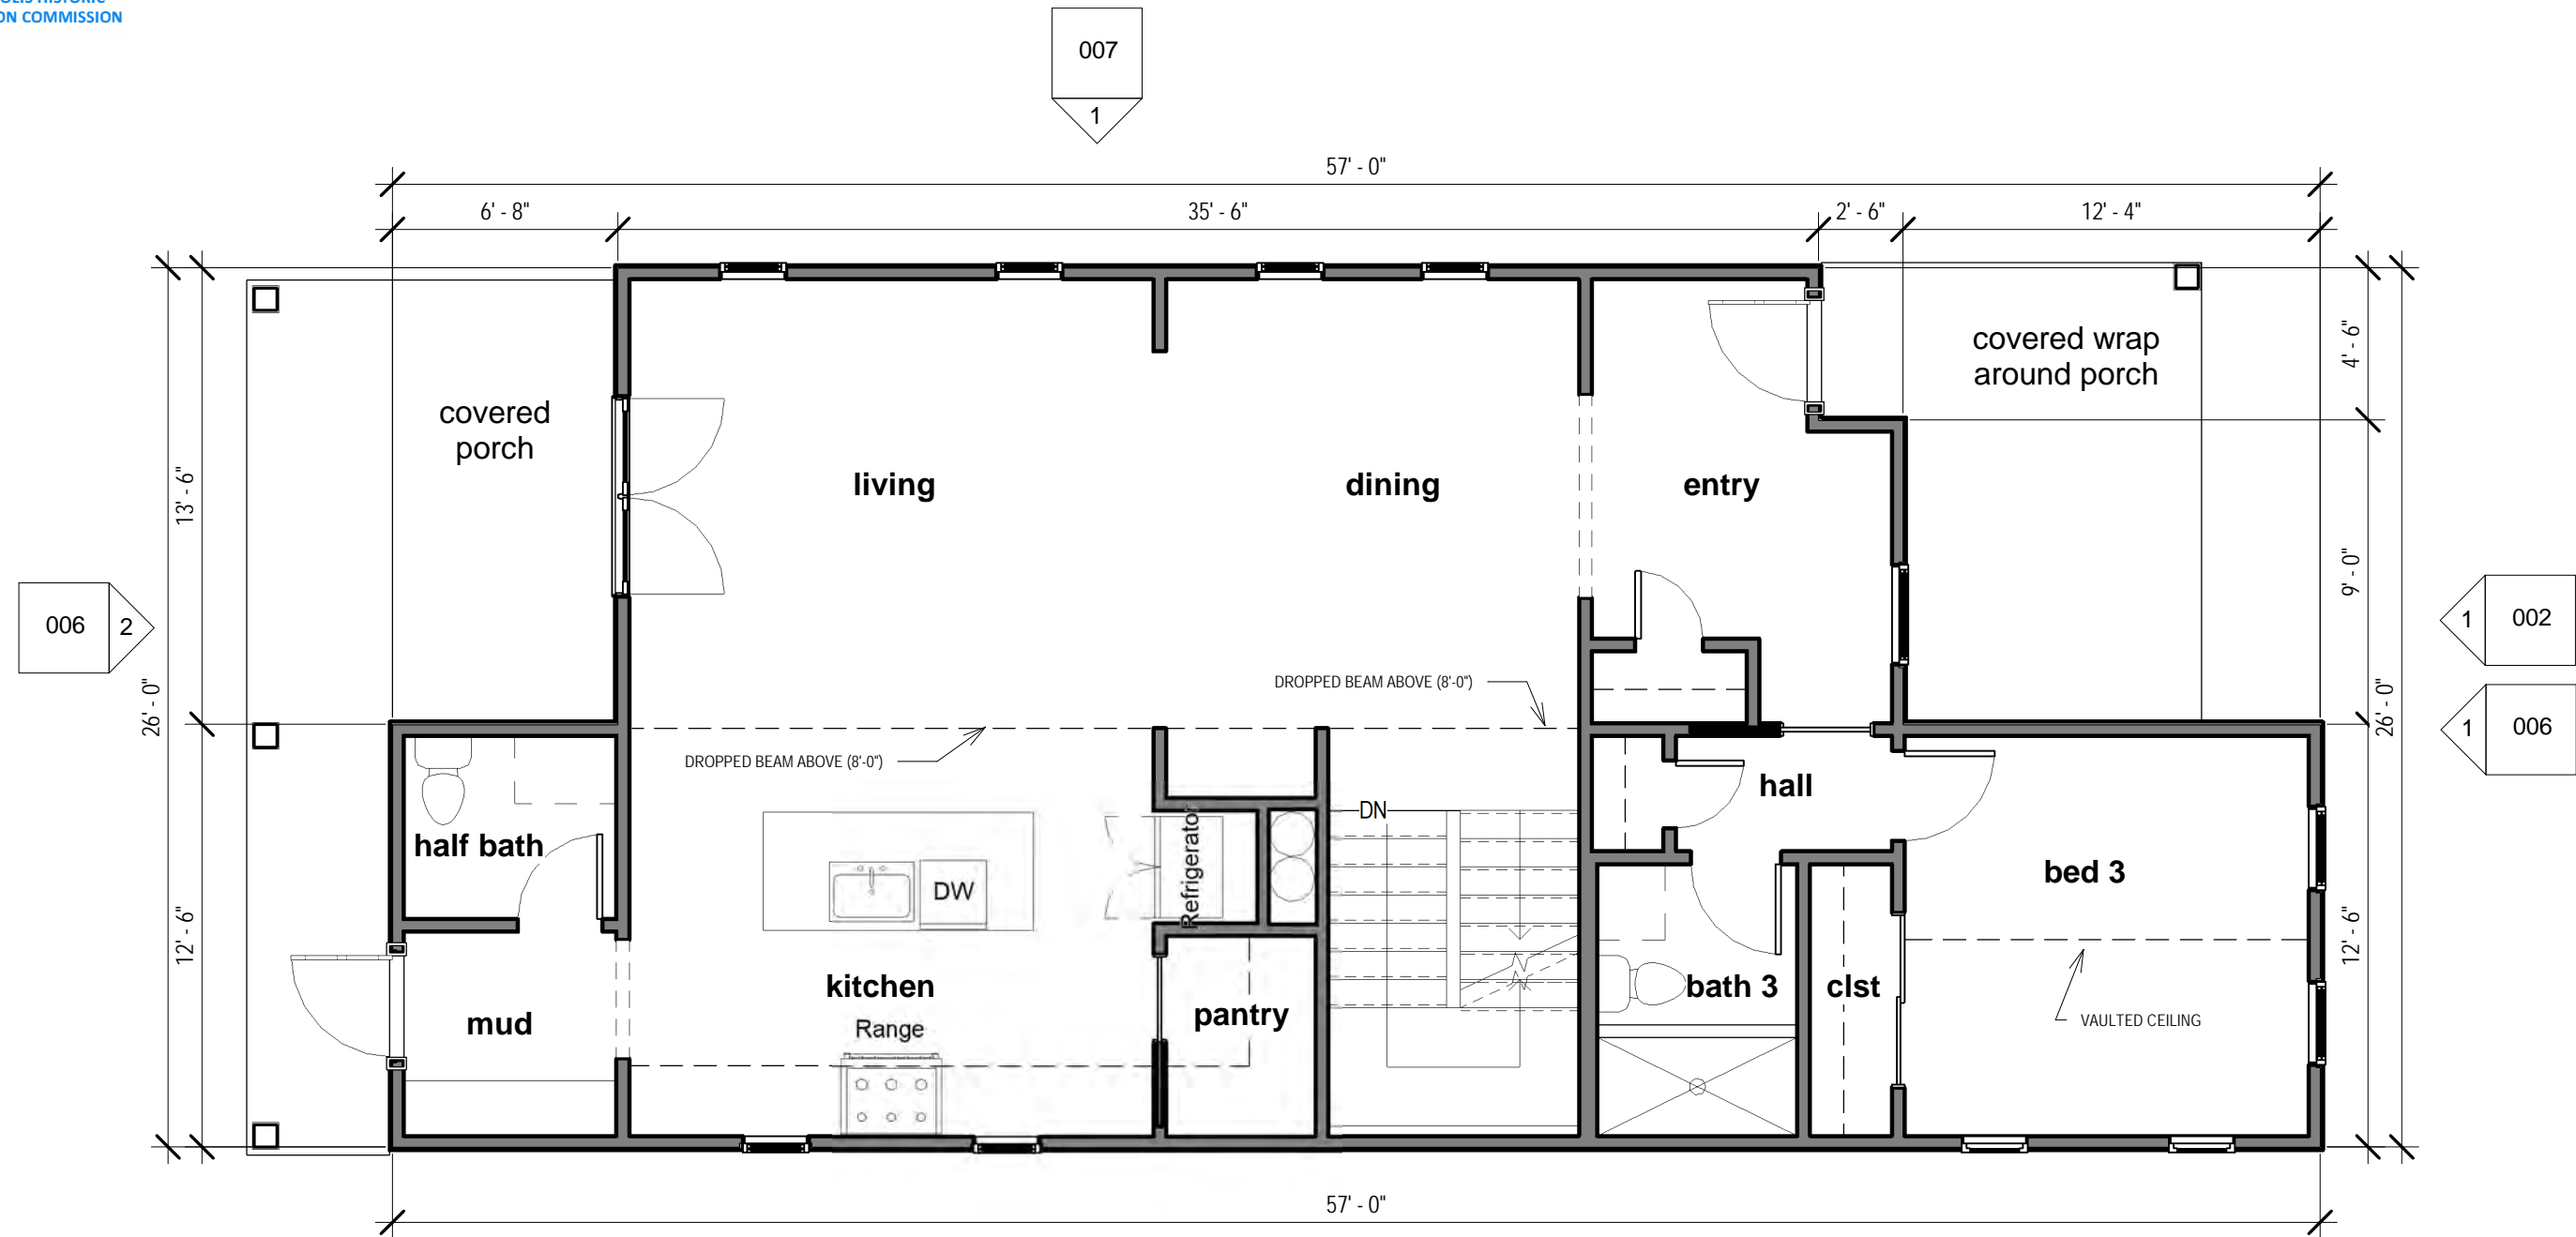 ON COMMISSION
007
1
57' - 0"
6' - 8"
35' - 6"
2' - 6"
12' - 4"
covered wrap
around porch
4' - 6"
covered
porch
13' - 6"
living
dining
entry
9' - 0"
006
2
1
002
26' - 0"
DROPPED BEAM ABOVE (8'-0")
26' - 0"
1
006
DROPPED BEAM ABOVE (8'-0")
hall
DN
half bath
Refrigerator
DW
bed 3
12' - 6"
12' - 6"
kitchen
bath 3
clst
mud
Range
pantry
VAULTED CEILING
57' - 0"